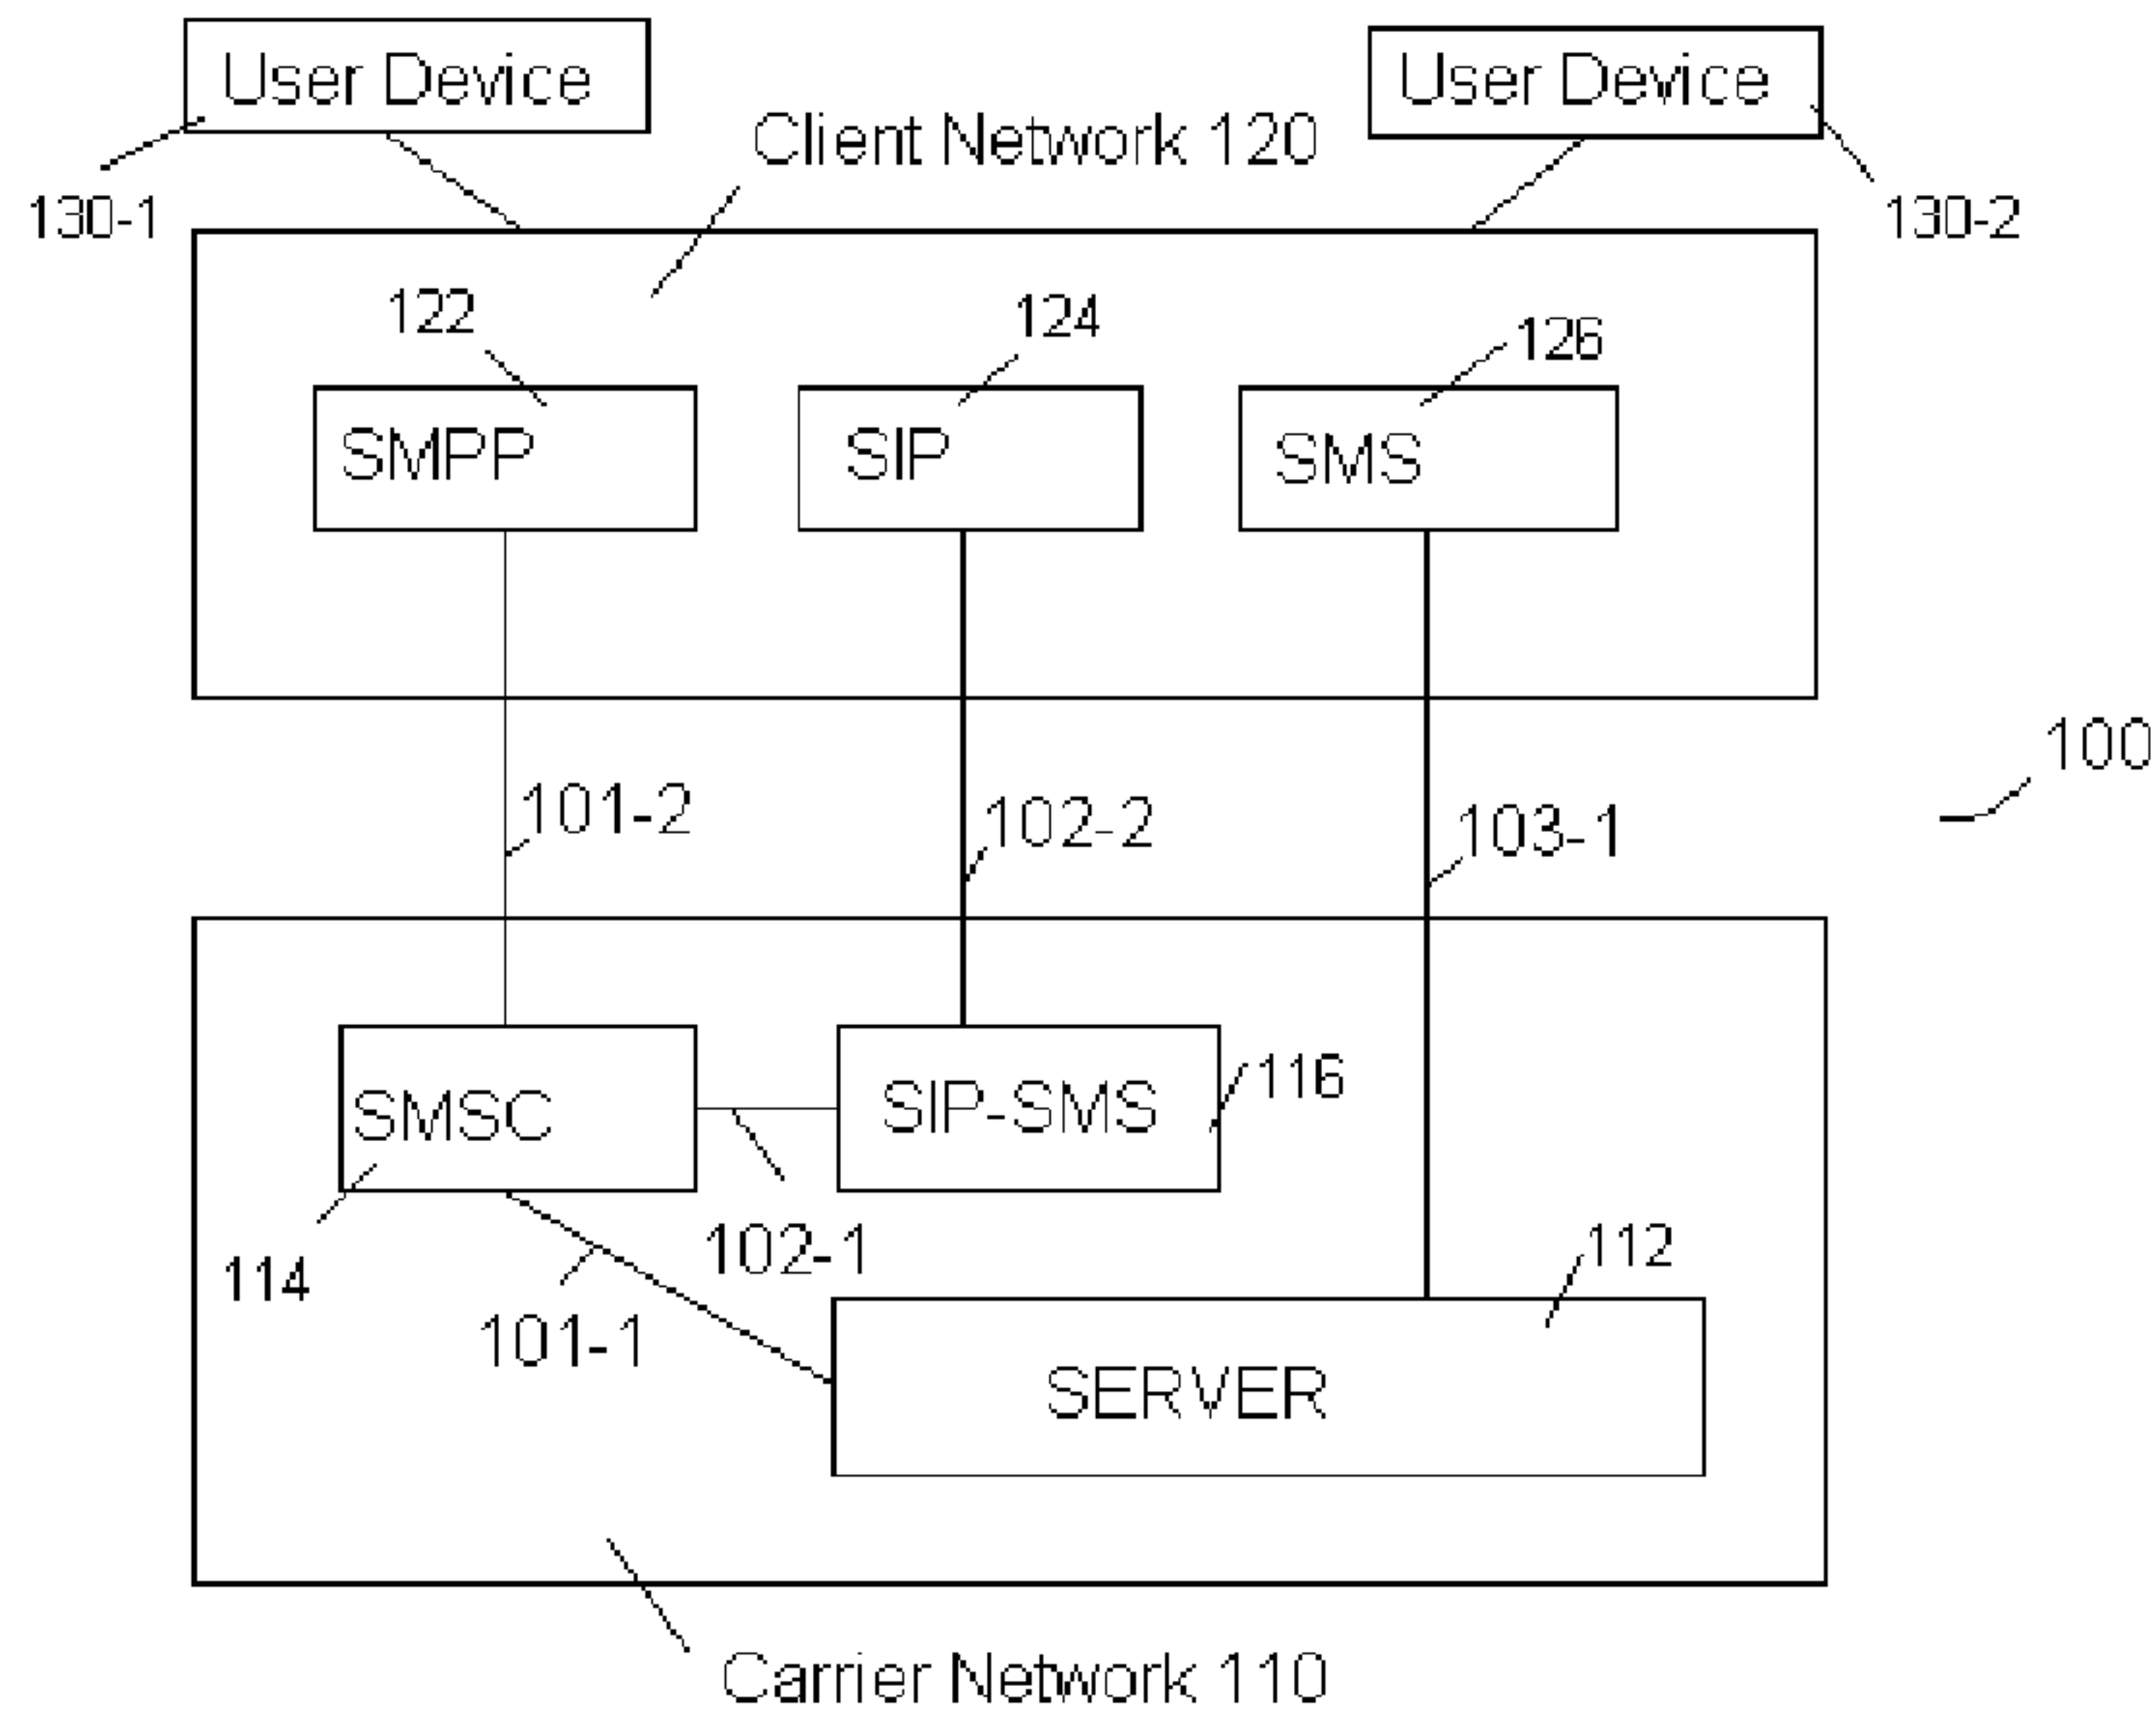 User Device
User Device
Client Network 120
130-1
130-2
122
124
126
SMPP
SIP
SMS
100
101-2
102-2
103-1
SMSC
SIP-SMS
116
114
102-1
112
101-1
SERVER
Carrier Network 110